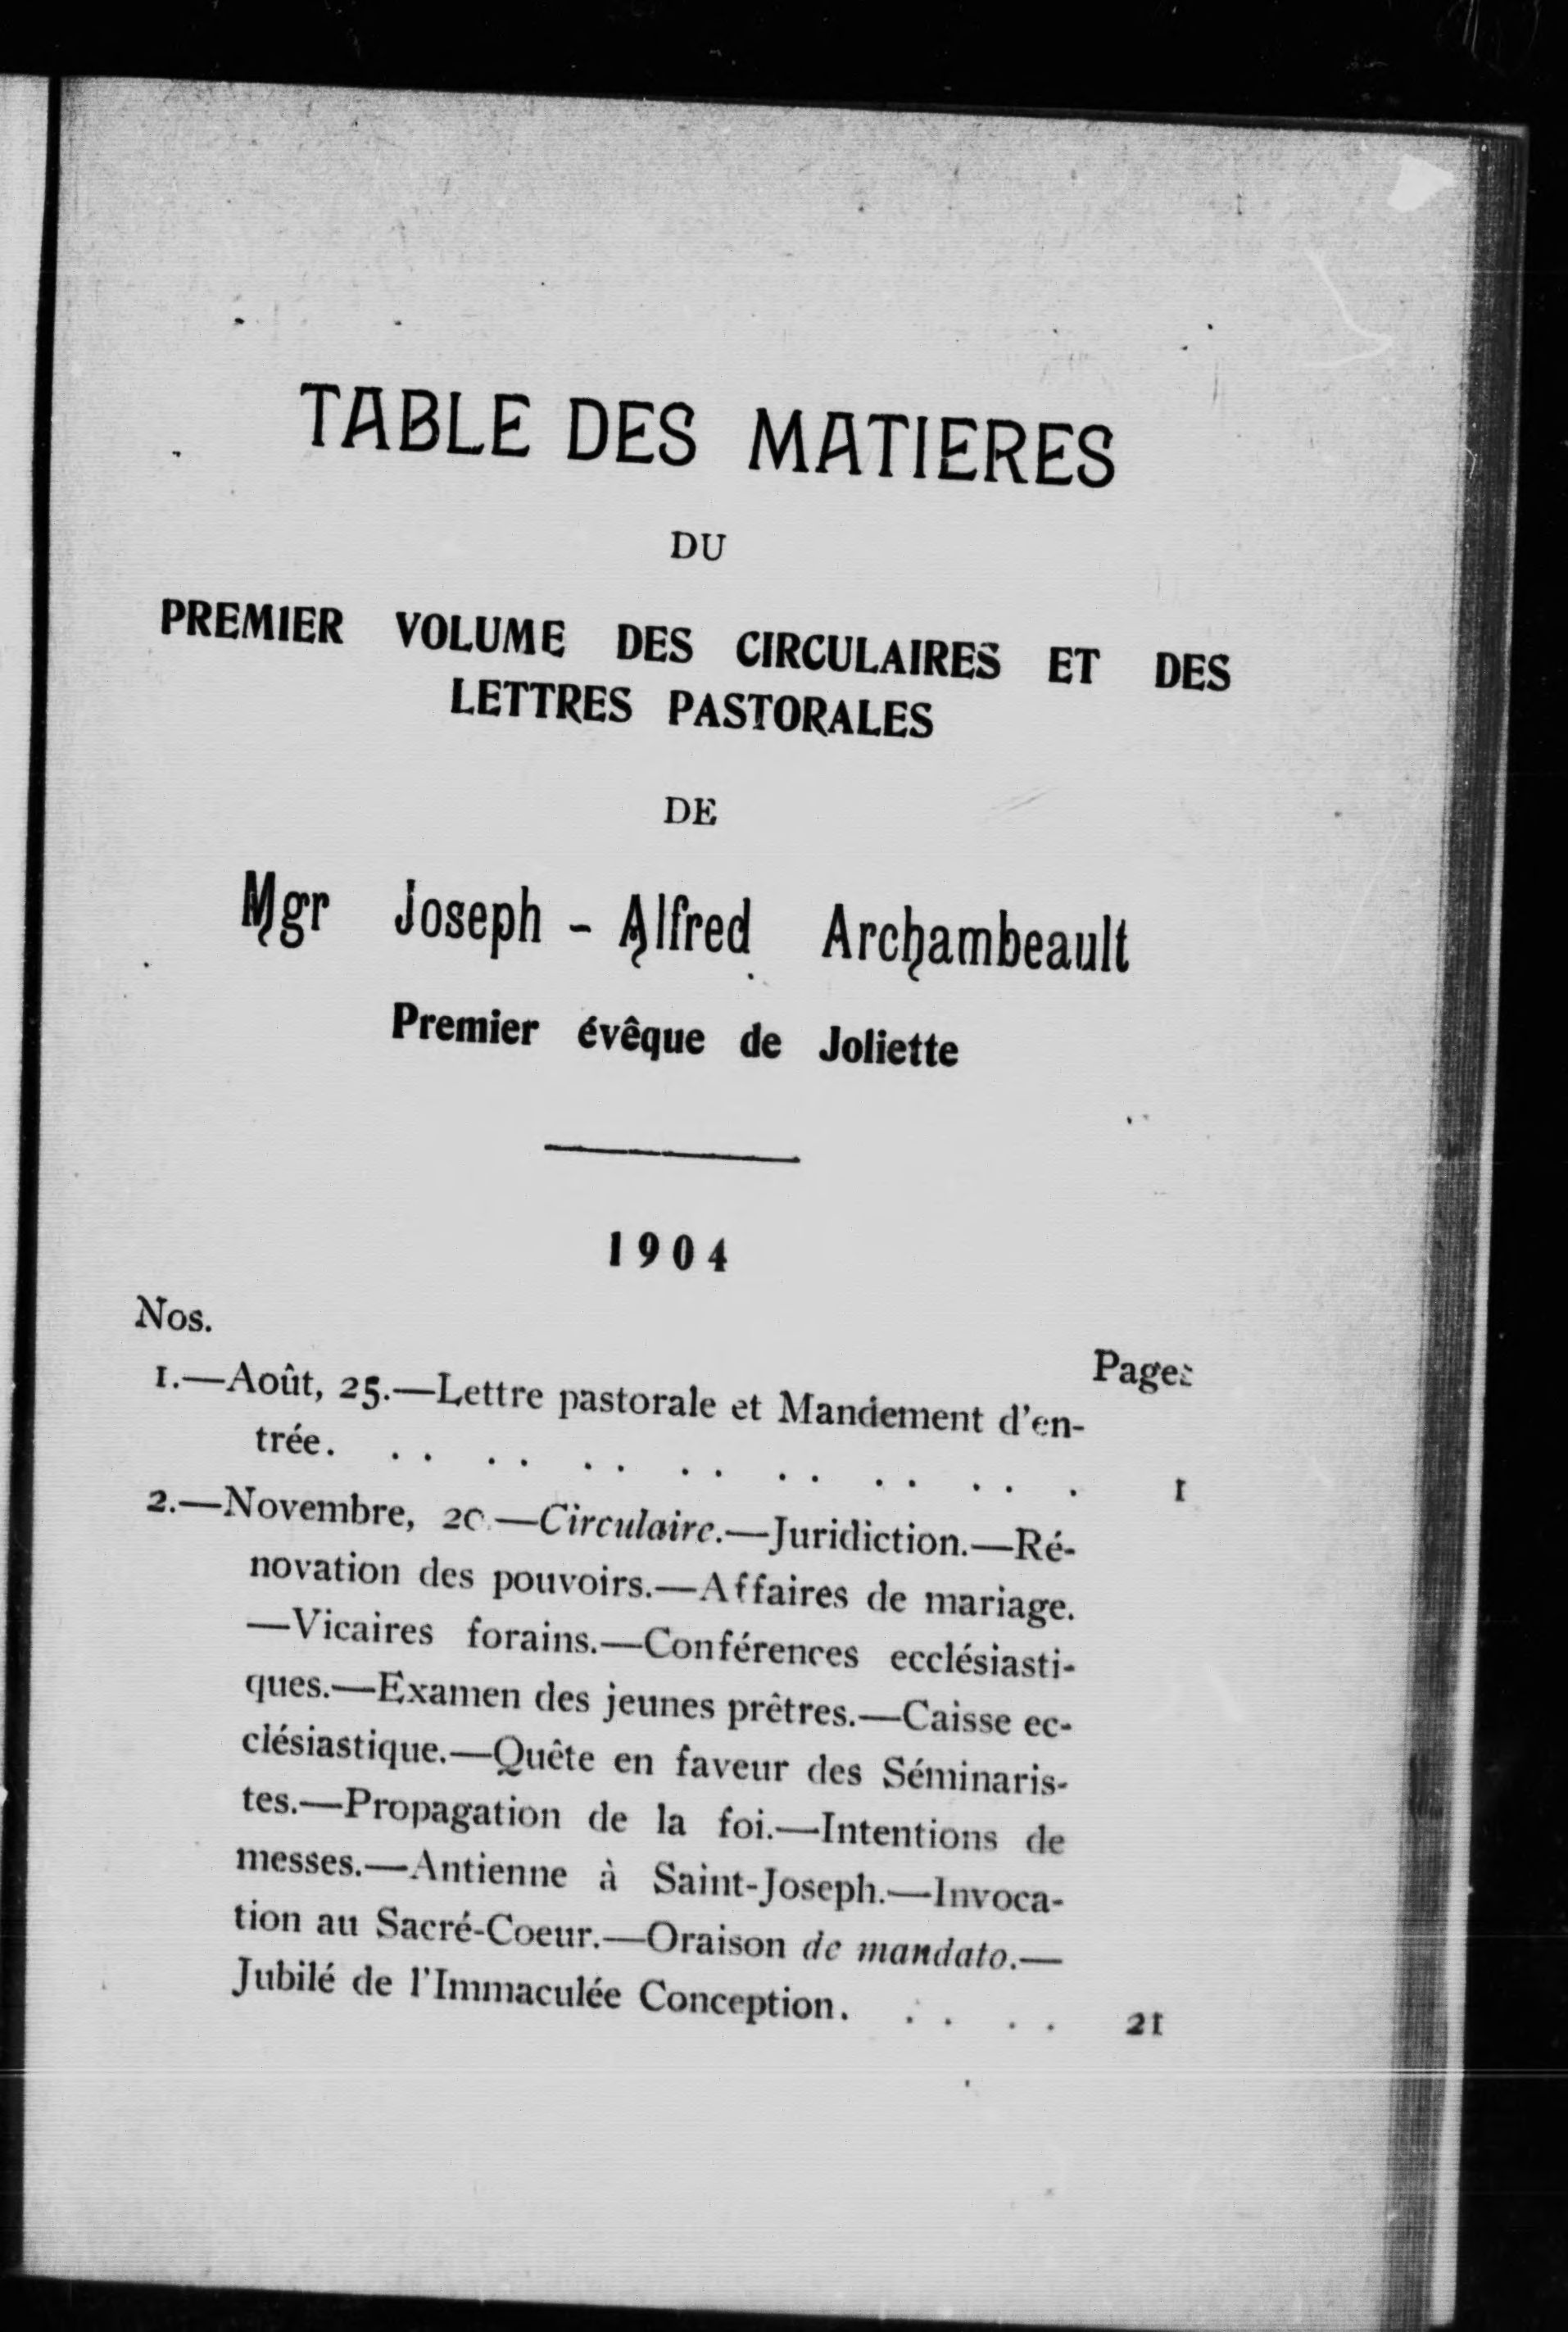 TABLE DES MATIERES
DU
PREMIER VOLUME DES CIRCULAIRES ET DES
LETTRES PASTORALES
DE
Mgr Joseph - Alfred Archambeault
Premier évêque de Joliette
1904
Nos.
Pages
1.—Août, 25.—Lettre pastorale et Mandement d'en-
trée. . . . . . . . . . . . . . . . 1
2.—Novembre, 20.—Circulaire.—Juridiction.—Ré-
novation des pouvoirs.—Affaires de mariage.
—Vicaires forains.—Conférences ecclésiasti-
ques.—Examen des jeunes prêtres.—Caisse ec-
clésiastique.—Quête en faveur des Séminaris-
tes.—Propagation de la foi.—Intentions de
messes.—Antienne à Saint-Joseph.—Invoca-
tion au Sacré-Coeur.—Oraison de mandato.—
Jubilé de l'Immaculée Conception. . . . . 21